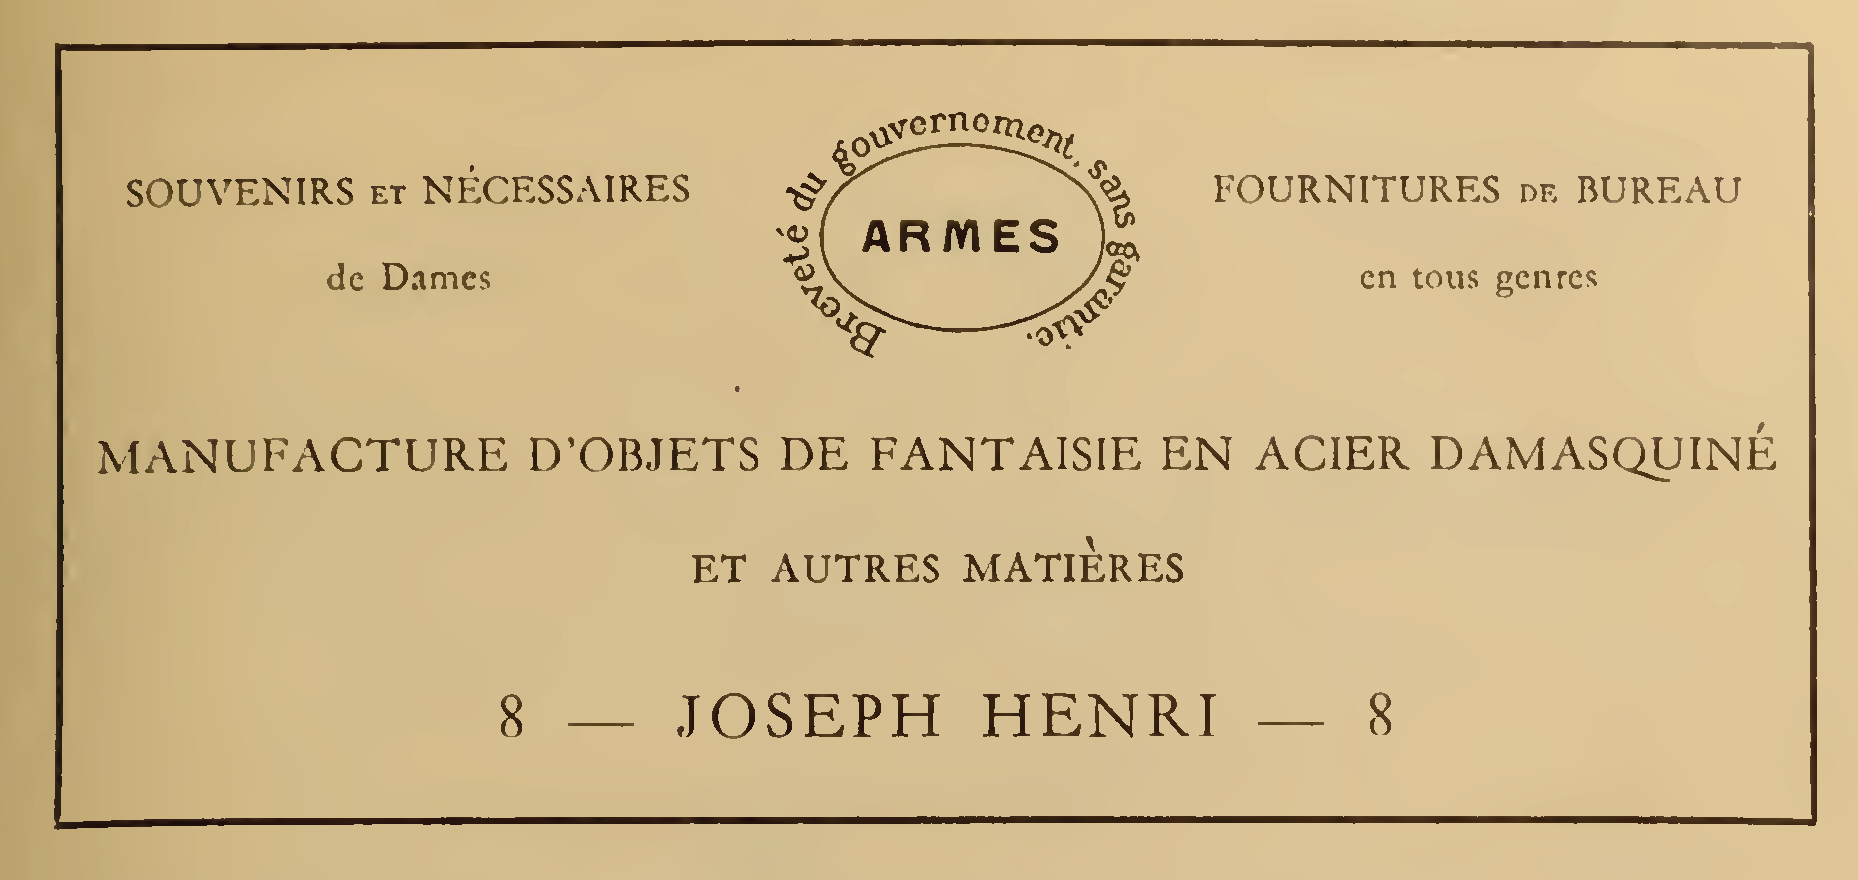 Breveté du gouvernement, sans garantie.
ARMES
SOUVENIRS ET NÉCESSAIRES
de Dames
FOURNITURES DE BUREAU
en tous genres
MANUFACTURE D'OBJETS DE FANTAISIE EN ACIER DAMASQUINÉ
ET AUTRES MATIÈRES
8 — JOSEPH HENRI — 8